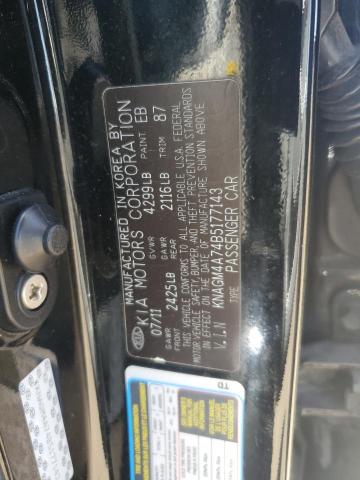 MANUFACTURED IN KOREA BY
KIA MOTORS CORPORATION
07/11 GVWR 4299LB PAINT EB
GAWR FRONT 2425LB GAWR REAR 2116LB TRIM 87
THIS VEHICLE CONFORMS TO ALL APPLICABLE U.S.A. FEDERAL
MOTOR VEHICLE SAFETY, BUMPER, AND THEFT PREVENTION STANDARDS
IN EFFECT ON THE DATE OF MANUFACTURE SHOWN ABOVE
V.I.N KNAGM4A74B5177143
TYPE PASSENGER CAR